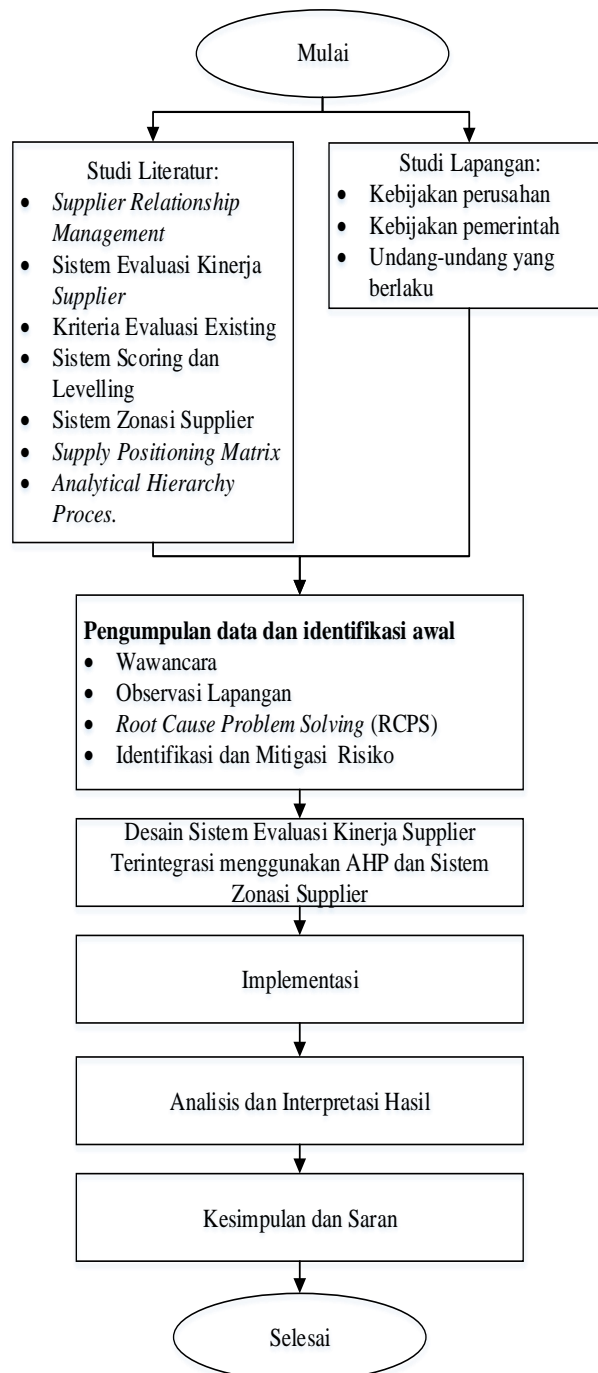 Mulai
Studi Literatur:
• Supplier Relationship
Management
• Sistem Evaluasi Kinerja
Supplier
• Kriteria Evaluasi Existing
• Sistem Scoring dan
Levelling
• Sistem Zonasi Supplier
• Supply Positioning Matrix
• Analytical Hierarchy
Proces.
Studi Lapangan:
• Kebijakan perusahan
• Kebijakan pemerintah
• Undang-undang yang
berlaku
Pengumpulan data dan identifikasi awal
• Wawancara
• Observasi Lapangan
• Root Cause Problem Solving (RCPS)
• Identifikasi dan Mitigasi Risiko
Desain Sistem Evaluasi Kinerja Supplier
Terintegrasi menggunakan AHP dan Sistem
Zonasi Supplier
Implementasi
Analisis dan Interpretasi Hasil
Kesimpulan dan Saran
Selesai